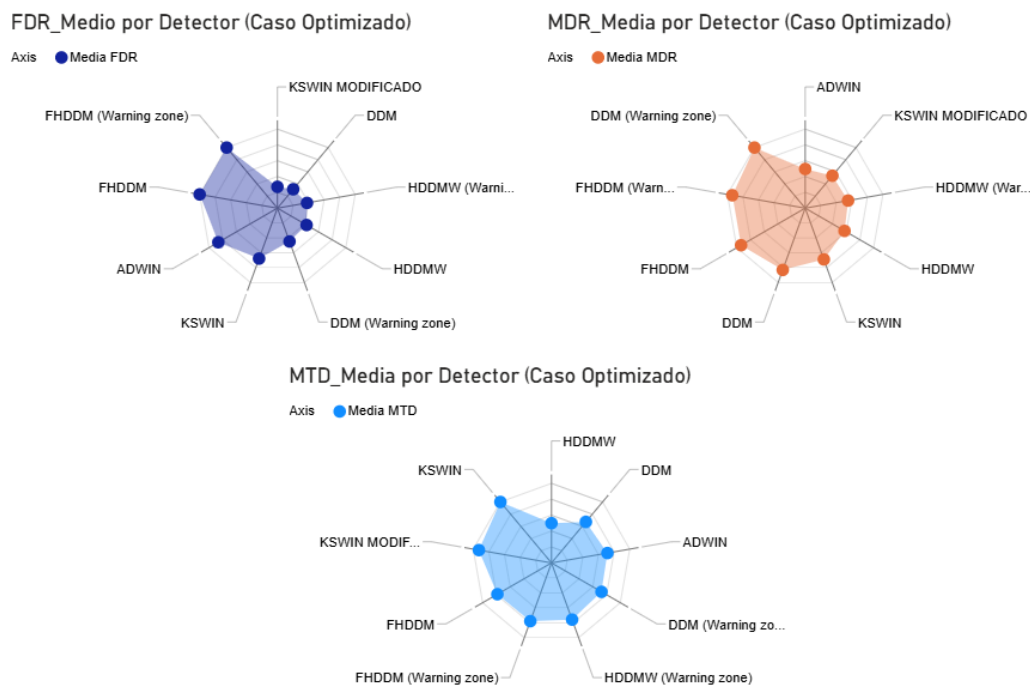 FDR_Medio por Detector (Caso Optimizado)
Axis Media FDR
KSWIN MODIFICADO
DDM
HDDMW (Warni...
HDDMW
DDM (Warning zone)
KSWIN
ADWIN
FHDDM
FHDDM (Warning zone)
MDR_Media por Detector (Caso Optimizado)
Axis Media MDR
ADWIN
KSWIN MODIFICADO
HDDMW (War...
HDDMW
KSWIN
DDM
FHDDM
FHDDM (Warn...
DDM (Warning zone)
MTD_Media por Detector (Caso Optimizado)
Axis Media MTD
HDDMW
DDM
ADWIN
DDM (Warning zo...
HDDMW (Warning zone)
FHDDM (Warning zone)
FHDDM
KSWIN MODIF...
KSWIN